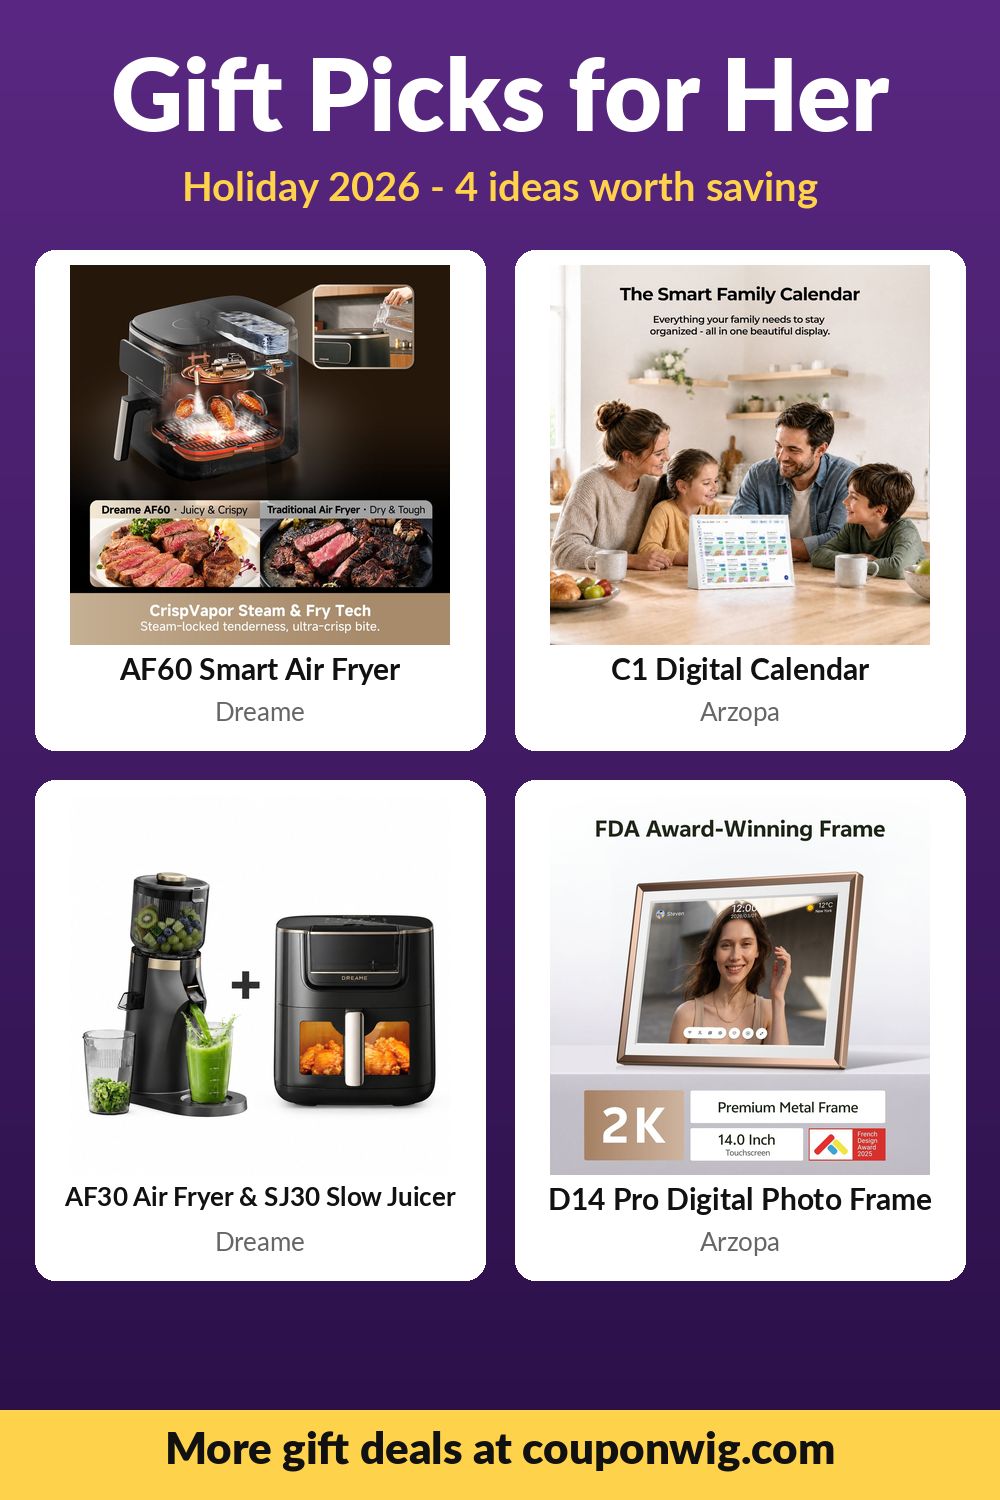 Gift Picks for Her
Holiday 2026 - 4 ideas worth saving
Dreame AF60 · Juicy & Crispy
Traditional Air Fryer · Dry & Tough
CrispVapor Steam & Fry Tech
Steam-locked tenderness, ultra-crisp bite.
AF60 Smart Air Fryer
Dreame
The Smart Family Calendar
Everything your family needs to stay
organized - all in one beautiful display.
C1 Digital Calendar
Arzopa
+
DREAME
AF30 Air Fryer & SJ30 Slow Juicer
Dreame
FDA Award-Winning Frame
Steven
12:00
2026/03/01
12°C
New York
2K
Premium Metal Frame
14.0 Inch
Touchscreen
French
Design
Award
2025
D14 Pro Digital Photo Frame
Arzopa
More gift deals at couponwig.com